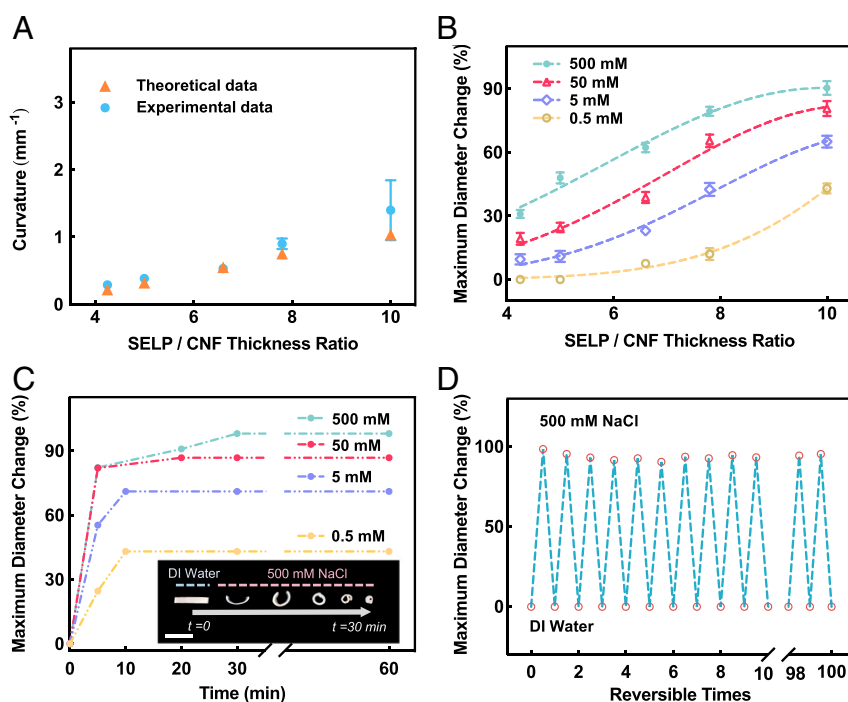 A
Theoretical data
Experimental data
Curvature (mm⁻¹)
3
2
1
0
4
6
8
10
SELP / CNF Thickness Ratio
B
500 mM
50 mM
5 mM
0.5 mM
Maximum Diameter Change (%)
90
60
30
0
4
6
8
10
SELP / CNF Thickness Ratio
C
500 mM
50 mM
5 mM
0.5 mM
Maximum Diameter Change (%)
90
60
30
0
DI Water 500 mM NaCl
t =0 t =30 min
0
10
20
30
60
Time (min)
D
500 mM NaCl
Maximum Diameter Change (%)
100
50
0
DI Water
0
2
4
6
8
10
98
100
Reversible Times